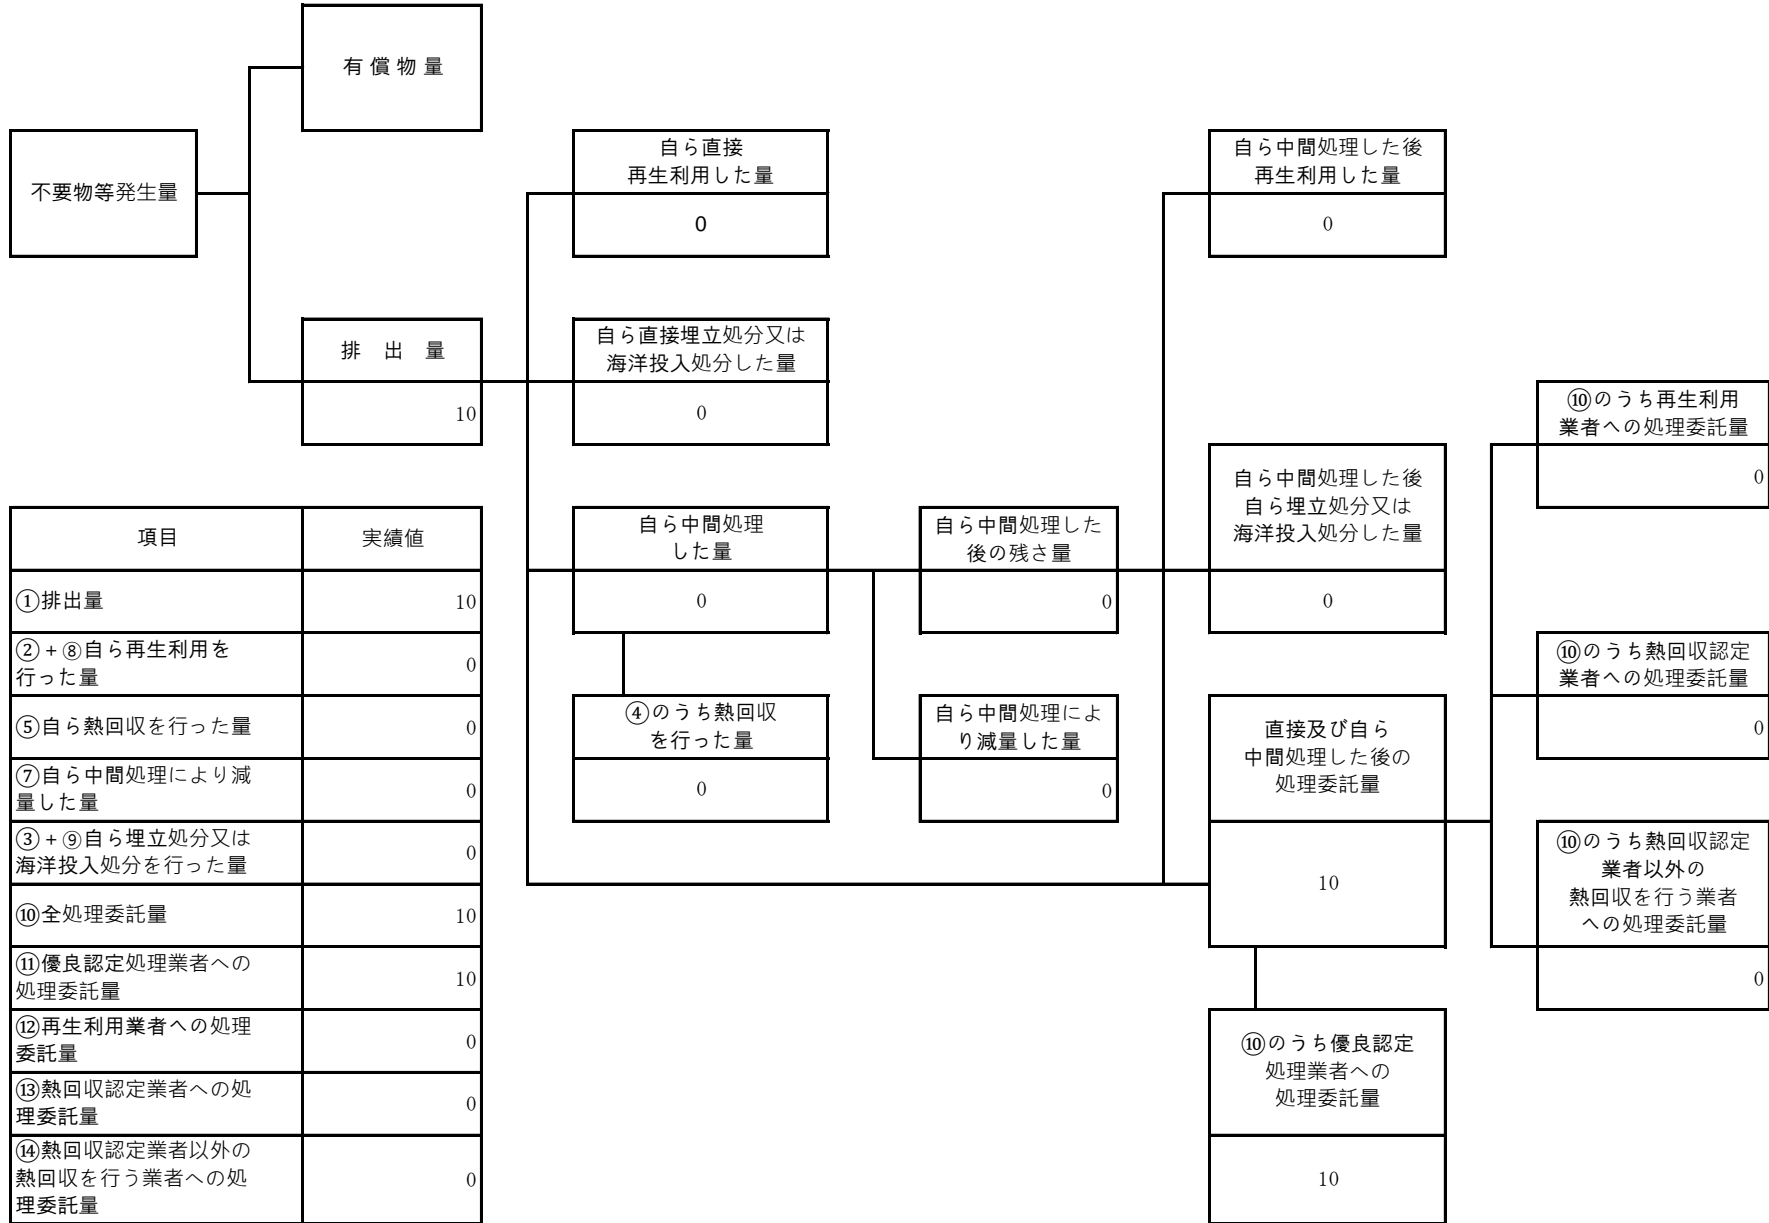 有償物量
不要物等発生量
自ら直接
再生利用した量
0
自ら中間処理した後
再生利用した量
0
排 出 量
10
自ら直接埋立処分又は
海洋投入処分した量
0
⑩のうち再生利用
業者への処理委託量
0
自ら中間処理した後
自ら埋立処分又は
海洋投入処分した量
0
自ら中間処理
した量
0
自ら中間処理した
後の残さ量
0
④のうち熱回収
を行った量
0
自ら中間処理によ
り減量した量
0
直接及び自ら
中間処理した後の
処理委託量
10
⑩のうち熱回収認定
業者への処理委託量
0
⑩のうち熱回収認定
業者以外の
熱回収を行う業者
への処理委託量
0
⑩のうち優良認定
処理業者への
処理委託量
10
項目 実績値
①排出量 10
②+⑧自ら再生利用を
行った量 0
⑤自ら熱回収を行った量 0
⑦自ら中間処理により減
量した量 0
③+⑨自ら埋立処分又は
海洋投入処分を行った量 0
⑩全処理委託量 10
⑪優良認定処理業者への
処理委託量 10
⑫再生利用業者への処理
委託量 0
⑬熱回収認定業者への処
理委託量 0
⑭熱回収認定業者以外の
熱回収を行う業者への処
理委託量 0